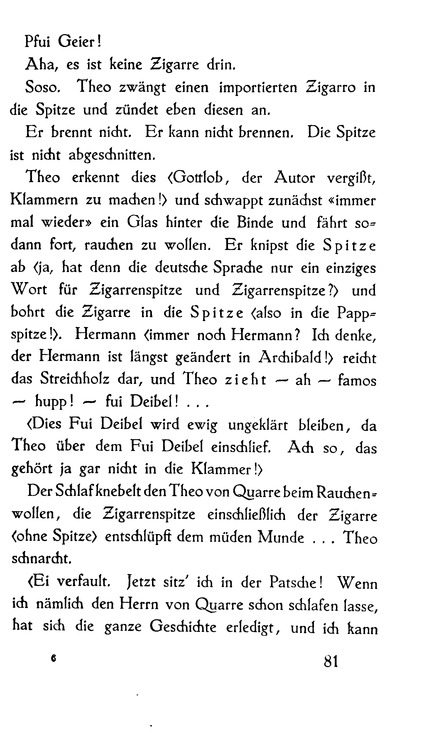 Pfui Geier!
Aha, es ist keine Zigarre drin.
Soso. Theo zwängt einen importierten Zigarro in
die Spitze und zündet eben diesen an.
Er brennt nicht. Er kann nicht brennen. Die Spitze
ist nicht abgeschnitten.
Theo erkennt dies (Gottlob, der Autor vergißt,
Klammern zu machen!) und schwappt zunächst «immer
mal wieder» ein Glas hinter die Binde und fährt so-
dann fort, rauchen zu wollen. Er knipst die Spitze
ab (ja, hat denn die deutsche Sprache nur ein einziges
Wort für Zigarrenspitze und Zigarrenspitze?) und
bohrt die Zigarre in die Spitze (also in die Papp-
spitze!). Hermann (immer noch Hermann? Ich denke,
der Hermann ist längst geändert in Archibald!) reicht
das Streichholz dar, und Theo zieht — ah — famos
— hupp! — fui Deibel! ...
(Dies Fui Deibel wird ewig ungeklärt bleiben, da
Theo über dem Fui Deibel einschlief. Ach so, das
gehört ja gar nicht in die Klammer!)
Der Schlaf knebelt den Theo von Quarre beim Rauchen-
wollen, die Zigarrenspitze einschließlich der Zigarre
(ohne Spitze) entschlüpft dem müden Munde ... Theo
schnarcht.
(Ei verfault. Jetzt sitz' ich in der Patsche! Wenn
ich nämlich den Herrn von Quarre schon schlafen lasse,
hat sich die ganze Geschichte erledigt, und ich kann
6 81